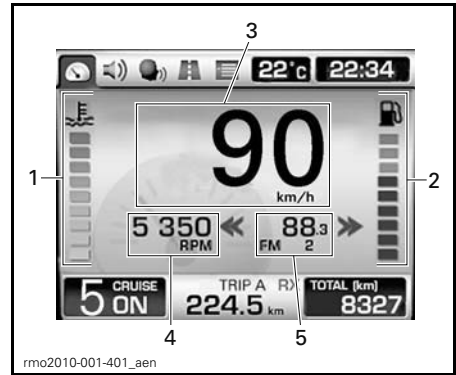 3
22°c 22:34
1
90
km/h
2
5 350
RPM
88.3
FM 2
5 CRUISE ON
TRIP A RX
224.5 km
TOTAL (km)
8327
4
5
rmo2010-001-401_aen